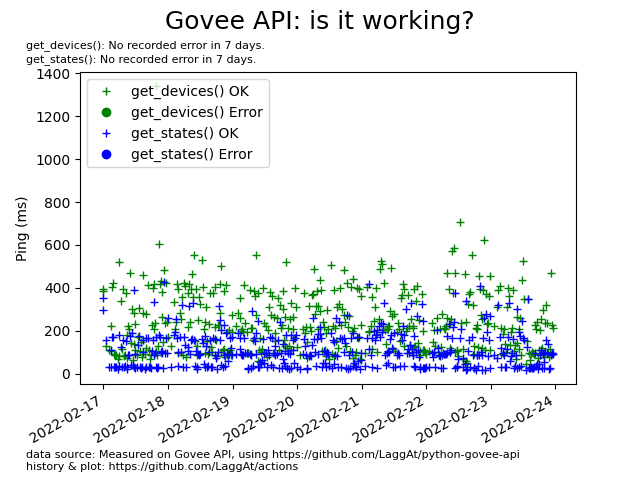 Govee API: is it working?
get_devices(): No recorded error in 7 days.
get_states(): No recorded error in 7 days.
1400
1200
1000
800
600
400
200
0
Ping (ms)
get_devices() OK
get_devices() Error
get_states() OK
get_states() Error
2022-02-17
2022-02-18
2022-02-19
2022-02-20
2022-02-21
2022-02-22
2022-02-23
2022-02-24
data source: Measured on Govee API, using https://github.com/LaggAt/python-govee-api
history & plot: https://github.com/LaggAt/actions